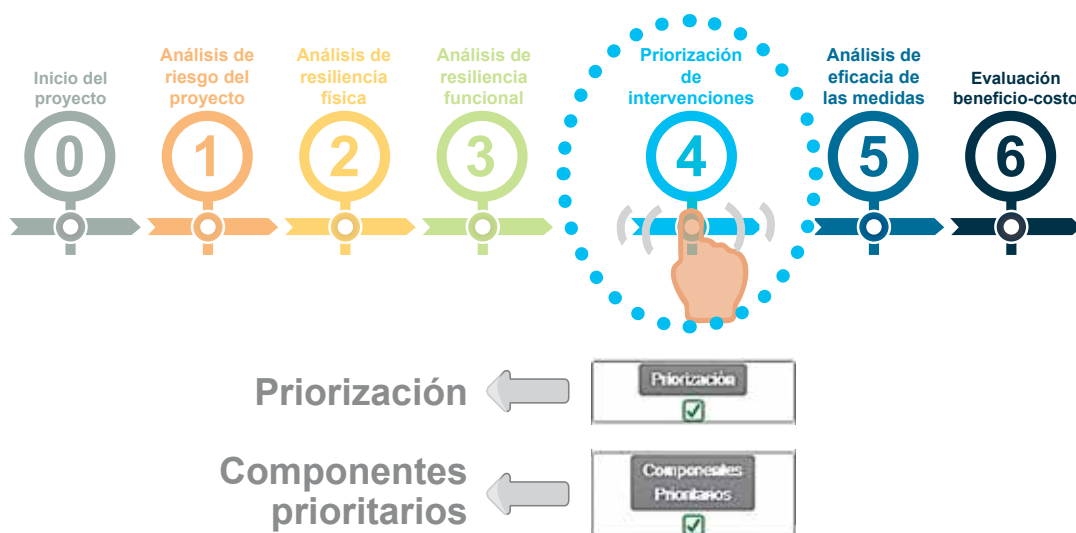 Inicio del
proyecto
Análisis de
riesgo del
proyecto
Análisis de
resiliencia
física
Análisis de
resiliencia
funcional
Priorización
de
intervenciones
Análisis de
eficacia de
las medidas
Evaluación
beneficio-costo
0
1
2
3
4
5
6
Priorización
Priorización
Componentes
prioritarios
Componentes
Prioritarios